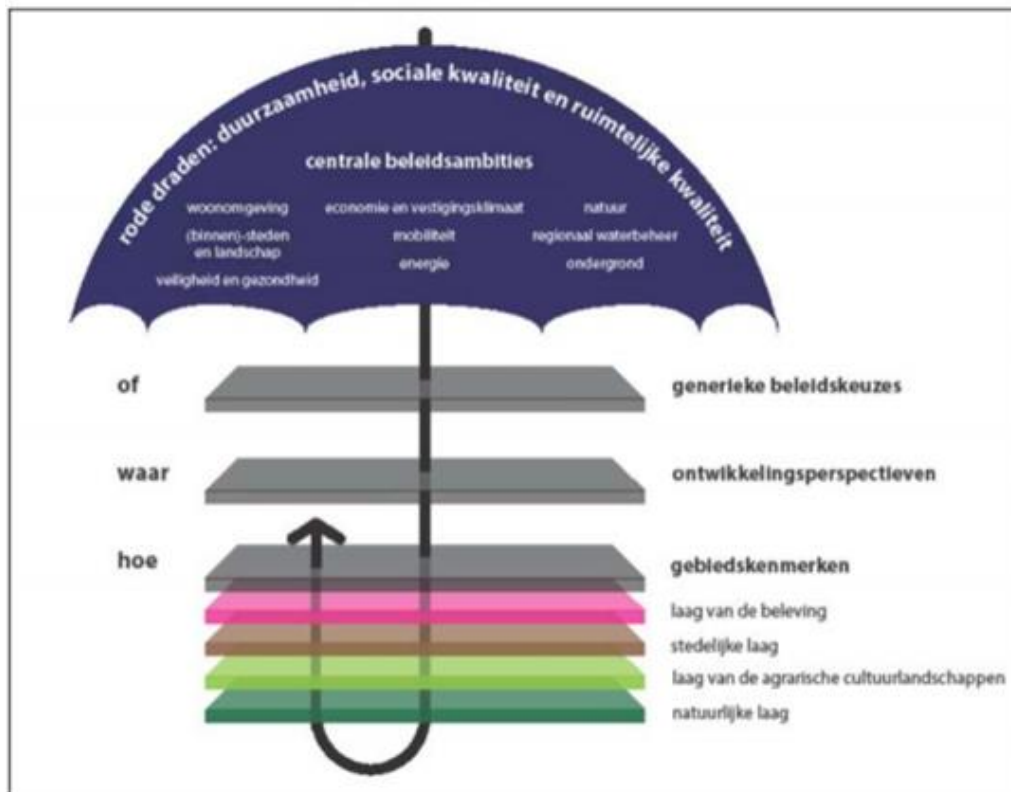 rode draden: duurzaamheid, sociale kwaliteit en ruimtelijke kwaliteit
centrale beleidsambities
woonomgeving
(binnen)-steden
en landschap
veiligheid en gezondheid
economie en vestigingsklimaat
mobiliteit
energie
natuur
regionaal waterbeheer
ondergrond
of
generieke beleidskeuzes
waar
ontwikkelingsperspectieven
hoe
gebiedskenmerken
laag van de beleving
stedelijke laag
laag van de agrarische cultuurlandschappen
natuurlijke laag